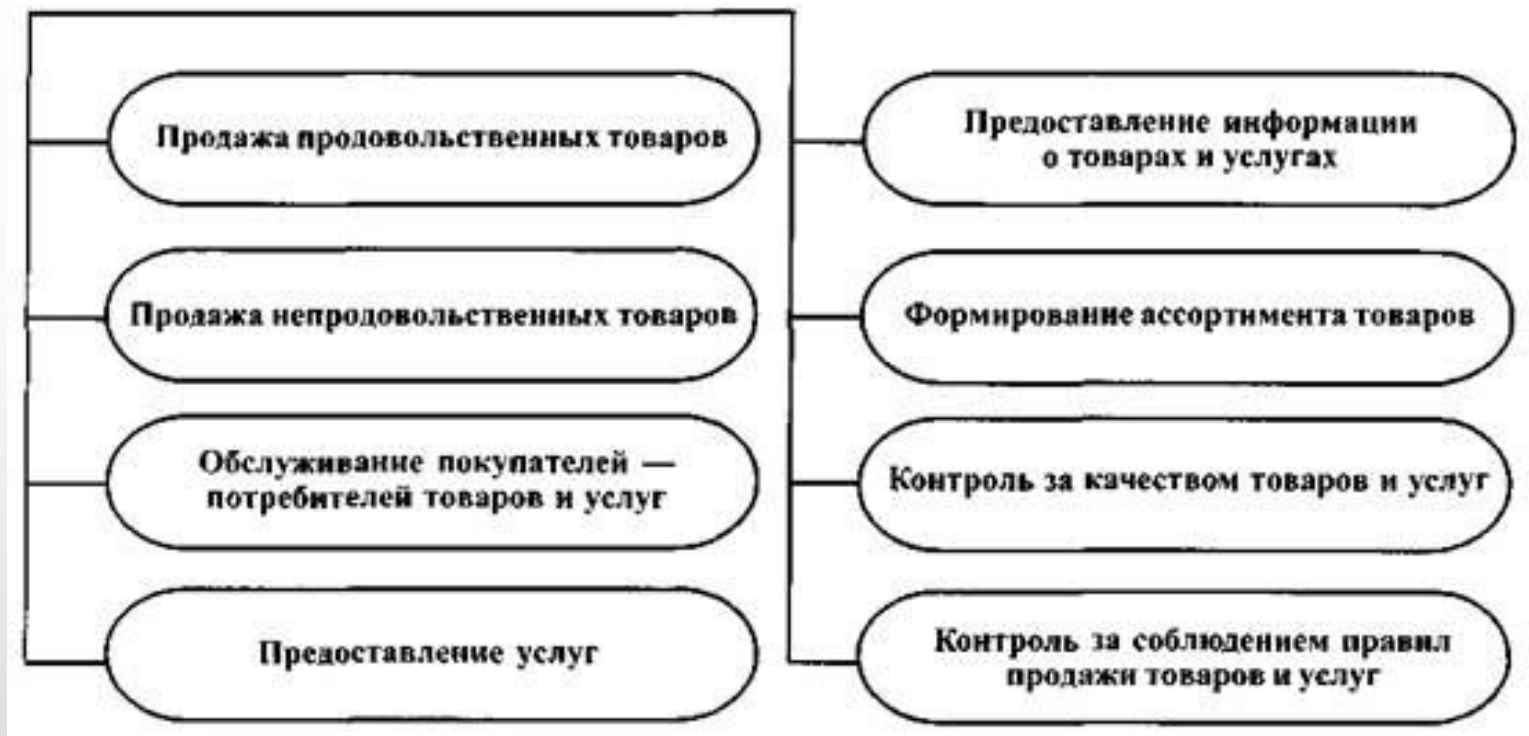 Продажа продовольственных товаров
Продажа непродовольственных товаров
Обслуживание покупателей —
потребителей товаров и услуг
Предоставление услуг
Предоставление информации
о товарах и услугах
Формирование ассортимента товаров
Контроль за качеством товаров и услуг
Контроль за соблюдением правил
продажи товаров и услуг